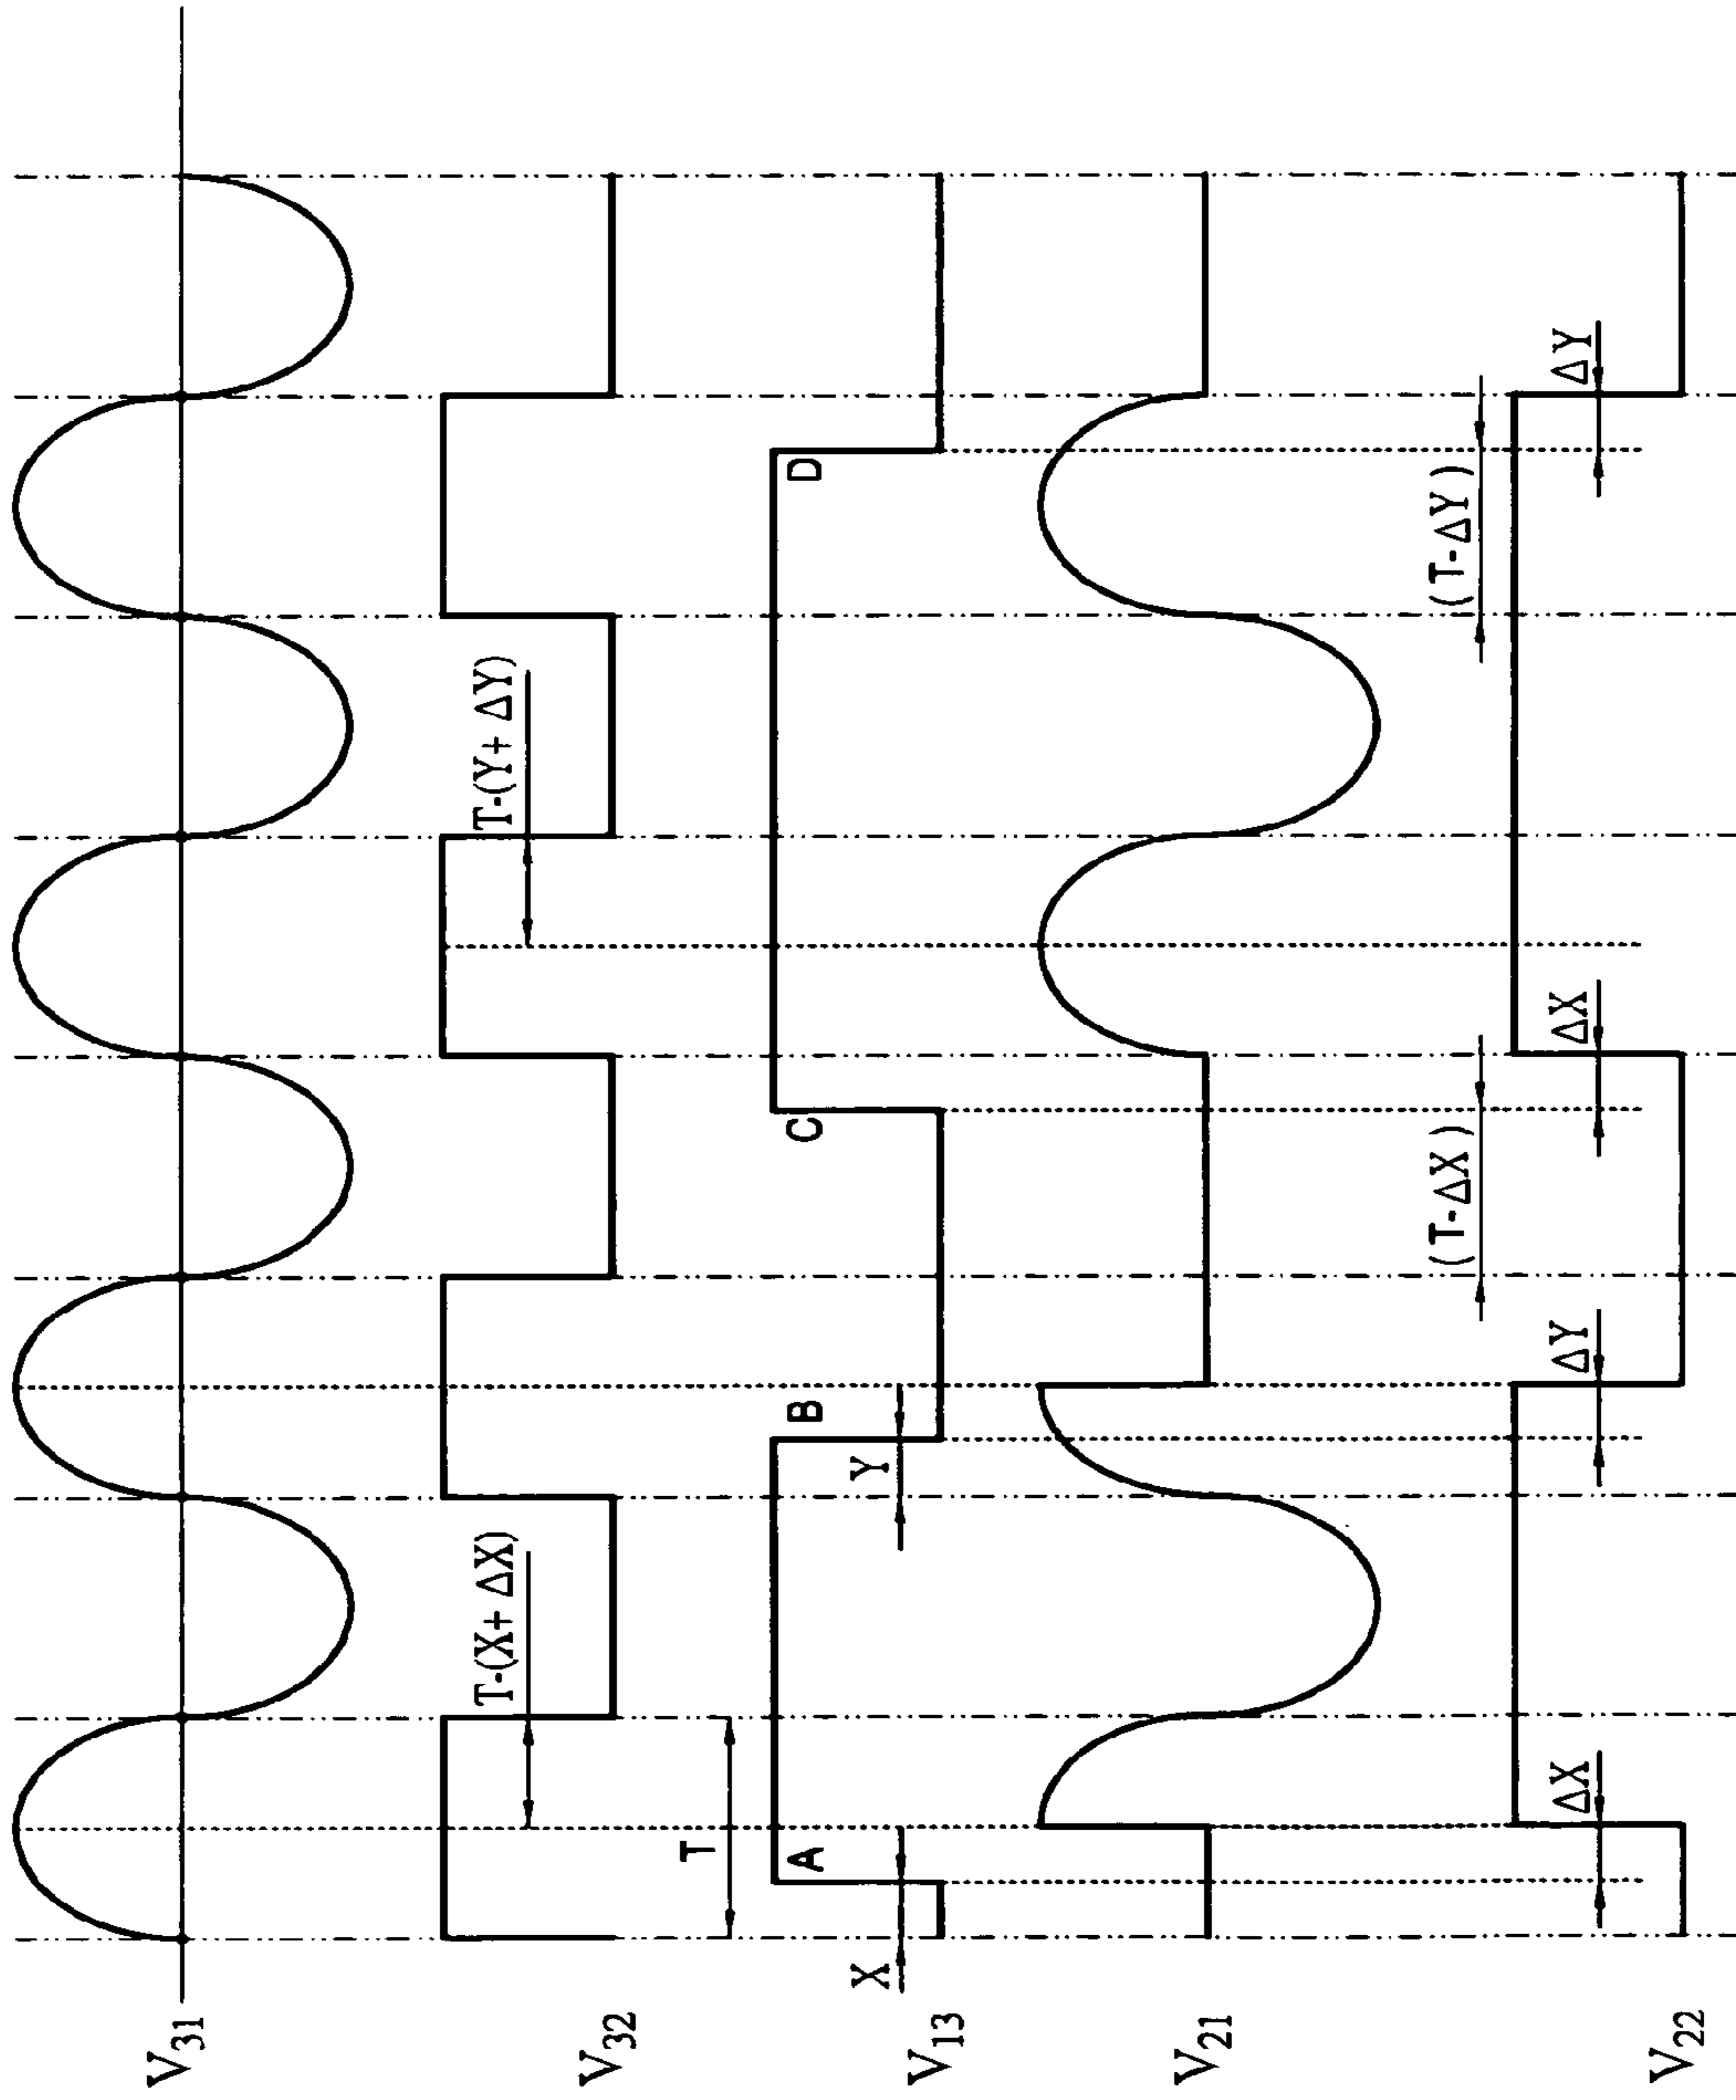 V31
V32
T-(X+ ΔX)
T-(Y+ ΔY)
T
V13
X
A
Y
B
C
D
V21
(T-ΔX)
(T-ΔY)
V22
ΔX
ΔY
ΔX
ΔY